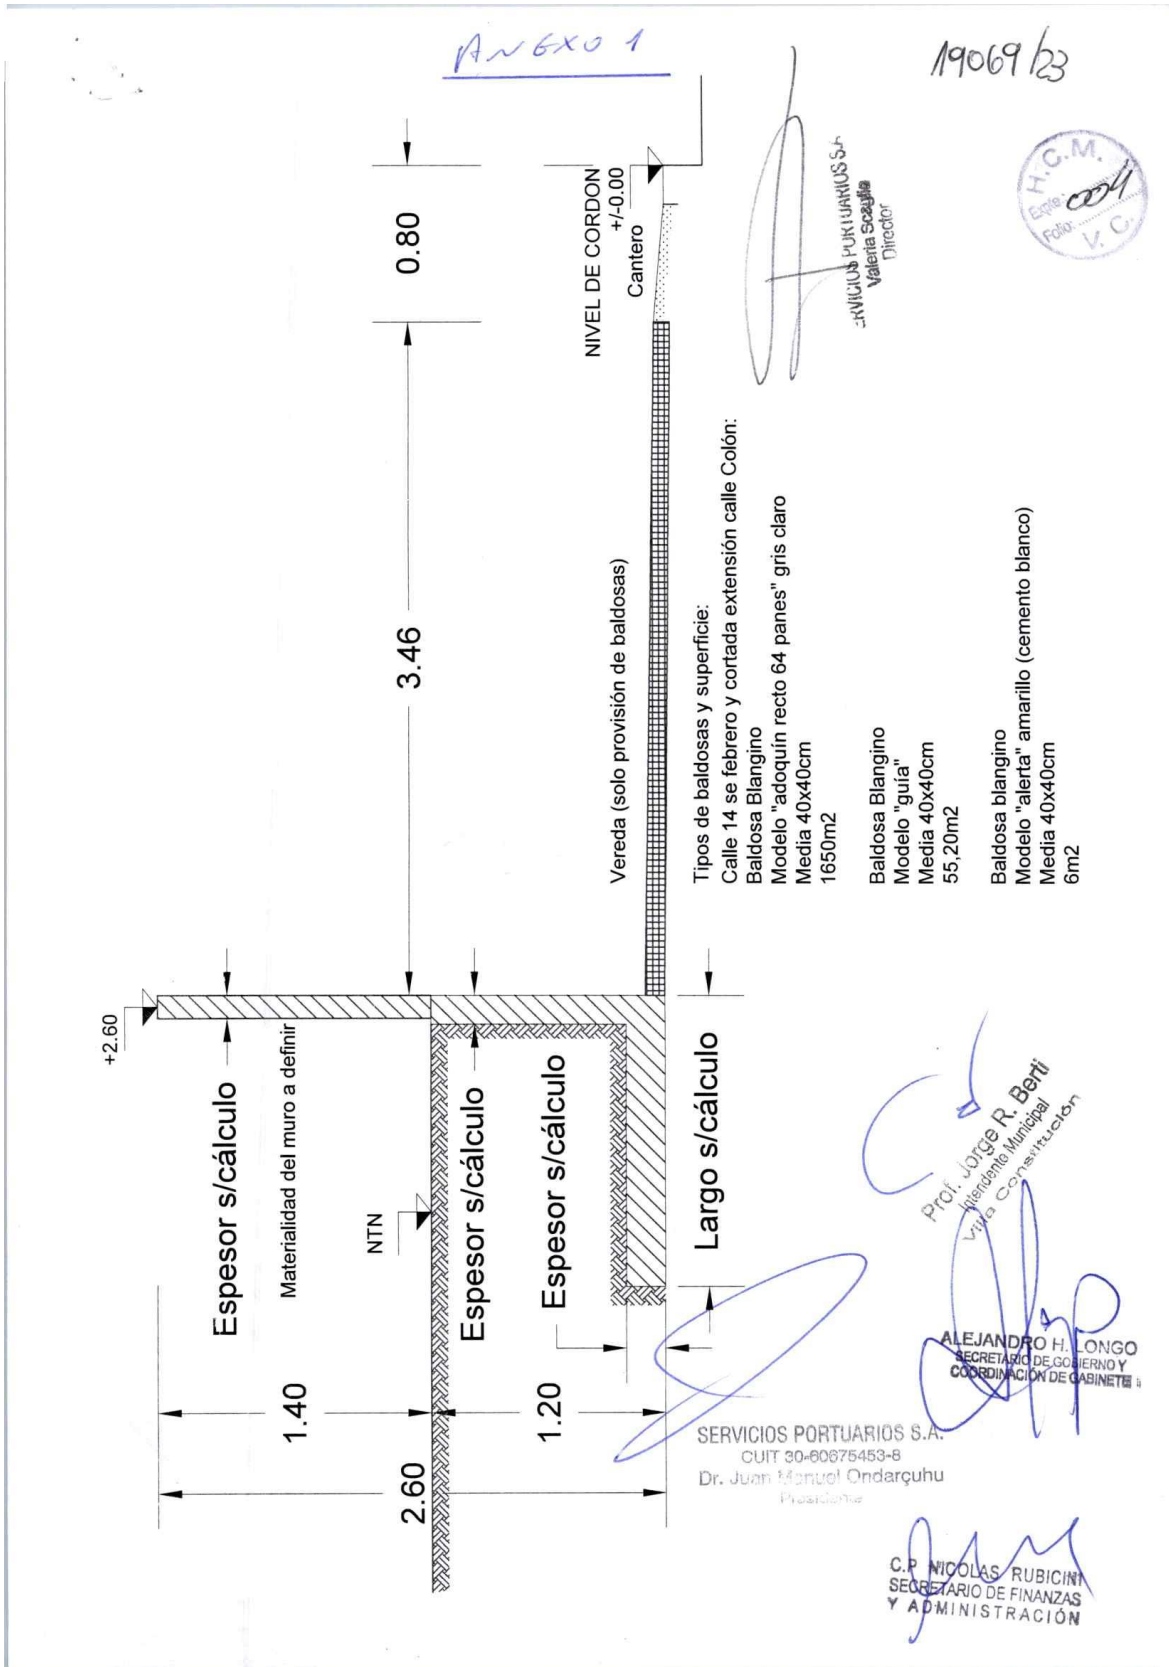 ANEXO 1
19069/23
H.C.M.
Expte:
Folio: 004
V. C.
+2.60
0.80
3.46
NIVEL DE CORDON
+/-0.00
Cantero
Vereda (solo provisión de baldosas)
Espesor s/cálculo
Materialidad del muro a definir
NTN
Espesor s/cálculo
Espesor s/cálculo
Largo s/cálculo
1.40
1.20
2.60
Tipos de baldosas y superficie:
Calle 14 se febrero y cortada extensión calle Colón:
Baldosa Blangino
Modelo "adoquín recto 64 panes" gris claro
Media 40x40cm
1650m2
Baldosa Blangino
Modelo "guía"
Media 40x40cm
55,20m2
Baldosa blangino
Modelo "alerta" amarillo (cemento blanco)
Media 40x40cm
6m2
PORTUARIOS S.A.
Valeria Scaglia
Director
Prof. Jorge R. Berti
Intendente Municipal
Villa Constitución
ALEJANDRO H. LONGO
SECRETARIO DE GOBIERNO Y
COORDINACIÓN DE GABINETE
SERVICIOS PORTUARIOS S.A.
CUIT 30-60675453-8
Dr. Juan Manuel Ondarçuhu
Presidente
C.P. NICOLAS RUBICINI
SECRETARIO DE FINANZAS
Y ADMINISTRACIÓN